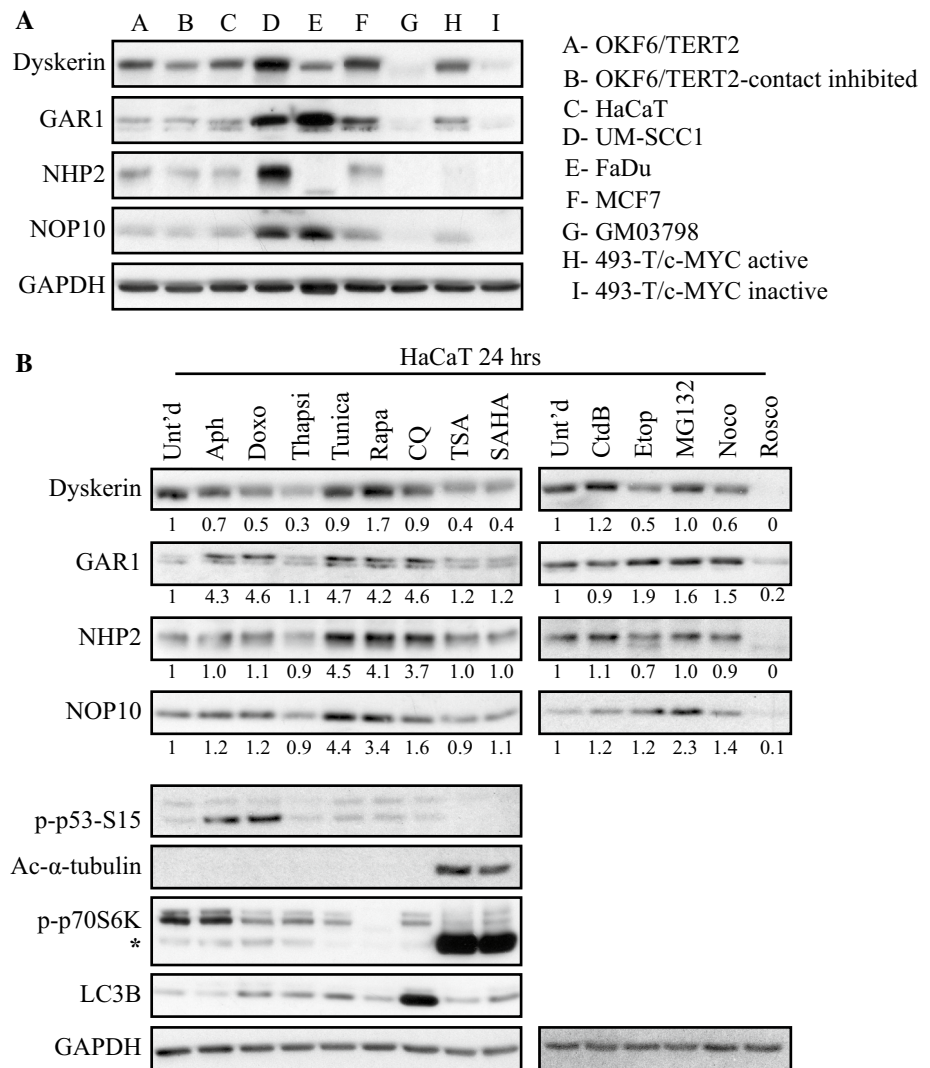 A
A B C D E F G H I
Dyskerin
GAR1
NHP2
NOP10
GAPDH
A- OKF6/TERT2
B- OKF6/TERT2-contact inhibited
C- HaCaT
D- UM-SCC1
E- FaDu
F- MCF7
G- GM03798
H- 493-T/c-MYC active
I- 493-T/c-MYC inactive
B
HaCaT 24 hrs
Unt'd Aph Doxo Thapsi Tunica Rapa CQ TSA SAHA Unt'd CtdB Etop MG132 Noco Rosco
Dyskerin
1 0.7 0.5 0.3 0.9 1.7 0.9 0.4 0.4 1 1.2 0.5 1.0 0.6 0
GAR1
1 4.3 4.6 1.1 4.7 4.2 4.6 1.2 1.2 1 0.9 1.9 1.6 1.5 0.2
NHP2
1 1.0 1.1 0.9 4.5 4.1 3.7 1.0 1.0 1 1.1 0.7 1.0 0.9 0
NOP10
1 1.2 1.2 0.9 4.4 3.4 1.6 0.9 1.1 1 1.2 1.2 2.3 1.4 0.1
p-p53-S15
Ac-α-tubulin
p-p70S6K
*
LC3B
GAPDH